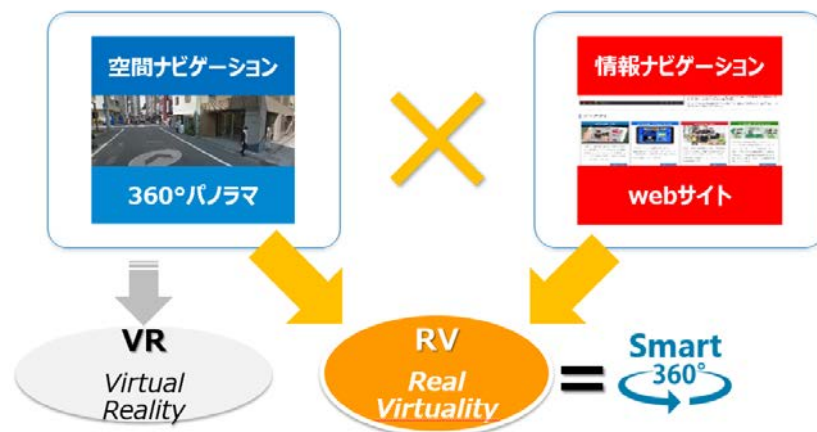 空間ナビゲーション
360°パノラマ
情報ナビゲーション
webサイト
VR
Virtual
Reality
RV
Real
Virtuality
=
Smart
360°